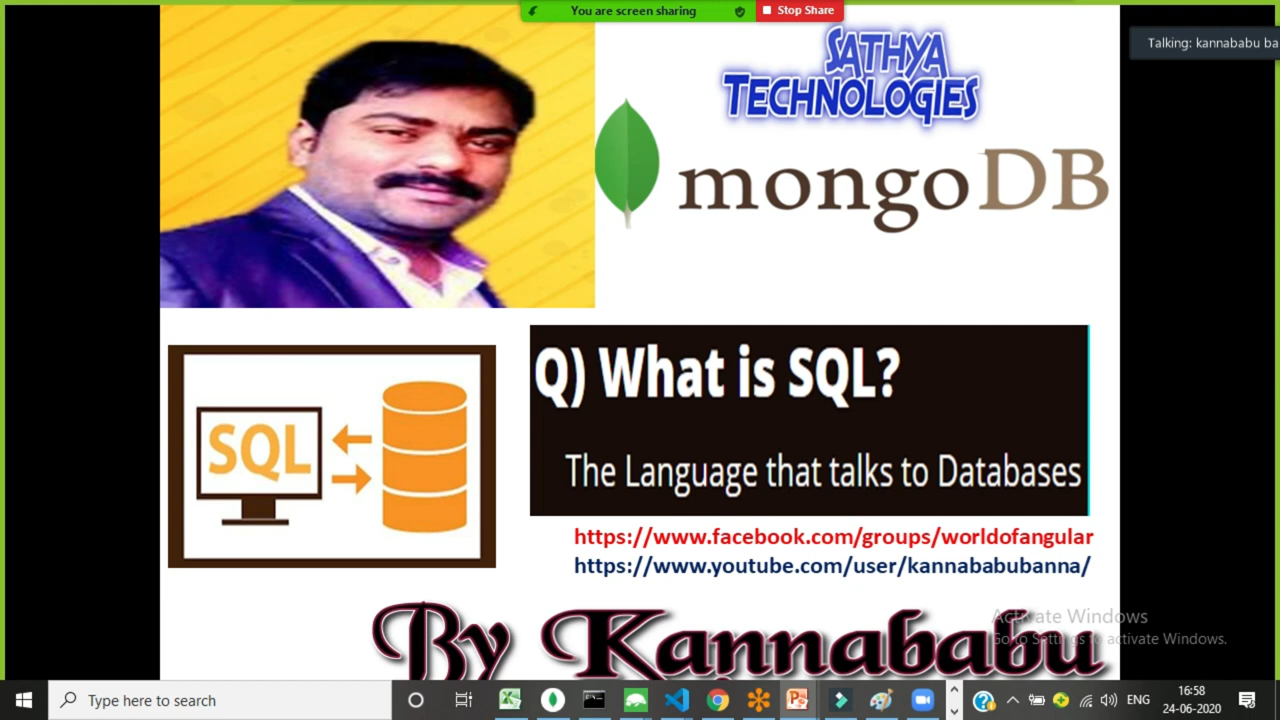 You are screen sharing
Stop Share
Talking: kannababu ba
SATHYA
TECHNOLOGIES
mongoDB
Q) What is SQL?
The Language that talks to Databases
SQL
https://www.facebook.com/groups/worldofangular
https://www.youtube.com/user/kannababubanna/
By Kannababu
Activate Windows
Go to Settings to activate Windows.
Type here to search
ENG
16:58
24-06-2020